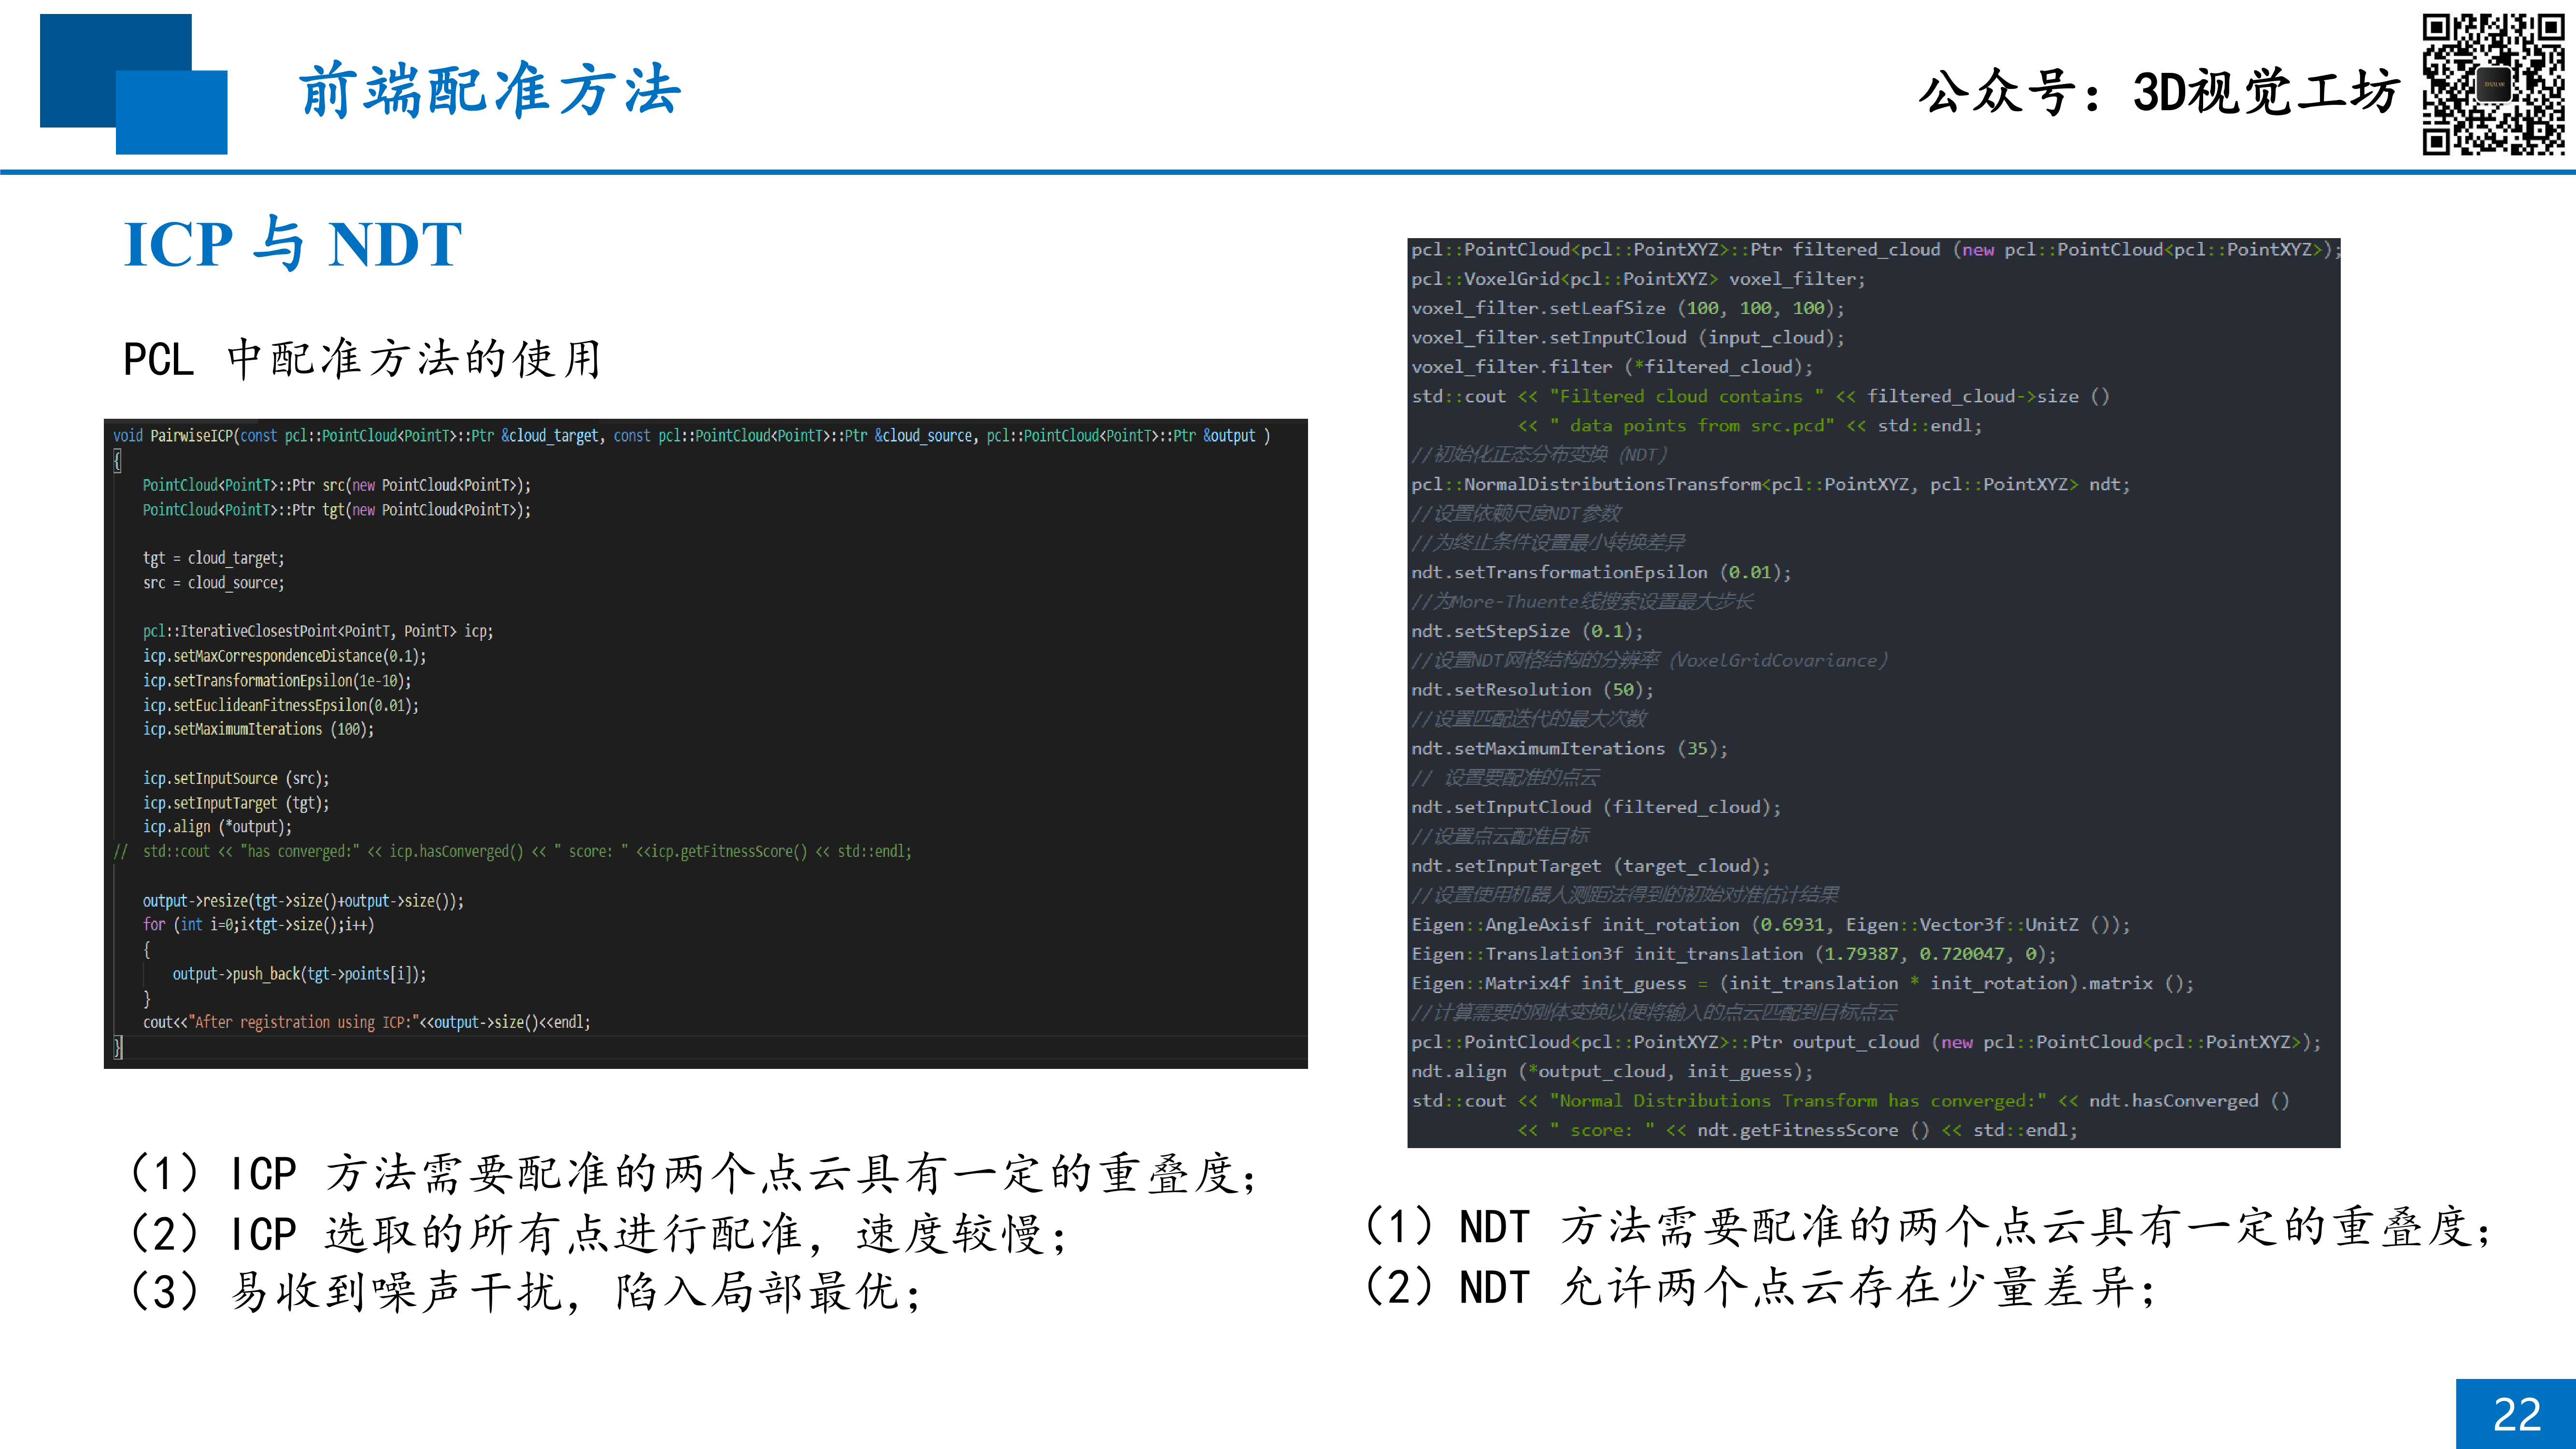 前端配准方法
公众号：3D视觉工坊
ICP 与 NDT
PCL 中配准方法的使用
void PairwiseICP(const pcl::PointCloud<PointT>::Ptr &cloud_target, const pcl::PointCloud<PointT>::Ptr &cloud_source, pcl::PointCloud<PointT>::Ptr &output )
{
PointCloud<PointT>::Ptr src(new PointCloud<PointT>);
PointCloud<PointT>::Ptr tgt(new PointCloud<PointT>);
tgt = cloud_target;
src = cloud_source;
pcl::IterativeClosestPoint<PointT, PointT> icp;
icp.setMaxCorrespondenceDistance(0.1);
icp.setTransformationEpsilon(1e-10);
icp.setEuclideanFitnessEpsilon(0.01);
icp.setMaximumIterations (100);
icp.setInputSource (src);
icp.setInputTarget (tgt);
icp.align (*output);
// std::cout << "has converged:" << icp.hasConverged() << " score: " <<icp.getFitnessScore() << std::endl;
output->resize(tgt->size()+output->size());
for (int i=0;i<tgt->size();i++)
{
output->push_back(tgt->points[i]);
}
cout<<"After registration using ICP:"<<output->size()<<endl;
}
（1）ICP 方法需要配准的两个点云具有一定的重叠度；
（2）ICP 选取的所有点进行配准，速度较慢；
（3）易收到噪声干扰，陷入局部最优；
pcl::PointCloud<pcl::PointXYZ>::Ptr filtered_cloud (new pcl::PointCloud<pcl::PointXYZ>);
pcl::VoxelGrid<pcl::PointXYZ> voxel_filter;
voxel_filter.setLeafSize (100, 100, 100);
voxel_filter.setInputCloud (input_cloud);
voxel_filter.filter (*filtered_cloud);
std::cout << "Filtered cloud contains " << filtered_cloud->size ()
<< " data points from src.pcd" << std::endl;
//初始化正态分布变换（NDT）
pcl::NormalDistributionsTransform<pcl::PointXYZ, pcl::PointXYZ> ndt;
//设置依赖尺度NDT参数
//为终止条件设置最小转换差异
ndt.setTransformationEpsilon (0.01);
//为More-Thuente线搜索设置最大步长
ndt.setStepSize (0.1);
//设置NDT网格结构的分辨率（VoxelGridCovariance）
ndt.setResolution (50);
//设置匹配迭代的最大次数
ndt.setMaximumIterations (35);
// 设置要配准的点云
ndt.setInputCloud (filtered_cloud);
//设置点云配准目标
ndt.setInputTarget (target_cloud);
//设置使用机器人测距法得到的初始对准估计结果
Eigen::AngleAxisf init_rotation (0.6931, Eigen::Vector3f::UnitZ ());
Eigen::Translation3f init_translation (1.79387, 0.720047, 0);
Eigen::Matrix4f init_guess = (init_translation * init_rotation).matrix ();
//计算需要的刚体变换以便将输入的点云匹配到目标点云
pcl::PointCloud<pcl::PointXYZ>::Ptr output_cloud (new pcl::PointCloud<pcl::PointXYZ>);
ndt.align (*output_cloud, init_guess);
std::cout << "Normal Distributions Transform has converged:" << ndt.hasConverged ()
<< " score: " << ndt.getFitnessScore () << std::endl;
（1）NDT 方法需要配准的两个点云具有一定的重叠度；
（2）NDT 允许两个点云存在少量差异；
22